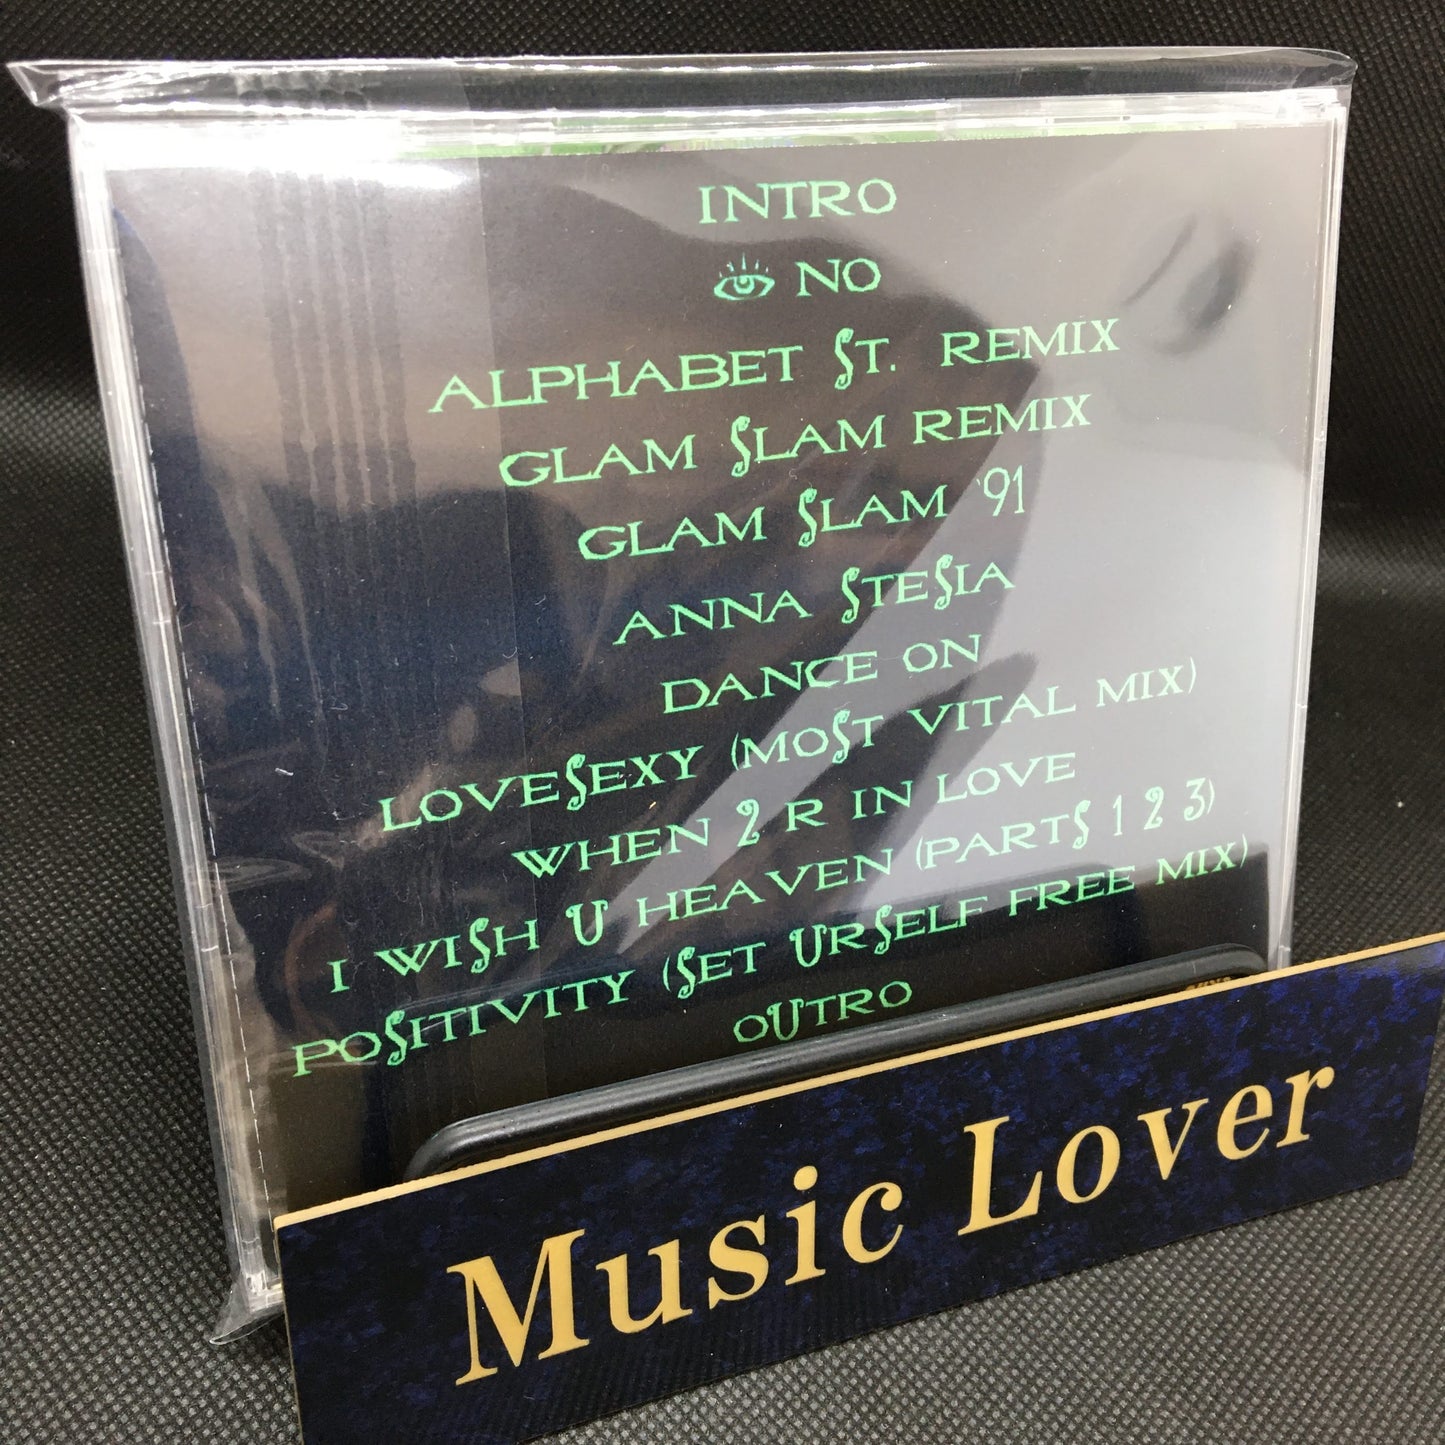 INTRO
NO
ALPHABET ST. REMIX
GLAM SLAM REMIX
GLAM SLAM '91
ANNA STESIA
DANCE ON
LOVESEXY (MOST VITAL MIX)
WHEN 2 R IN LOVE
I WISH U HEAVEN (PARTS 1 2 3)
POSITIVITY (SET URSELF FREE MIX)
OUTRO
Music Lover